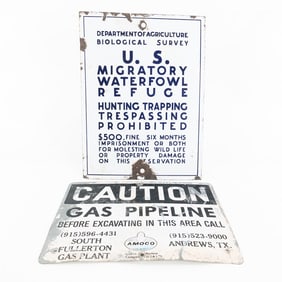 DEPARTMENT OF AGRICULTURE
BIOLOGICAL SURVEY
U. S.
MIGRATORY
WATERFOWL
REFUGE
HUNTING TRAPPING
TRESPASSING
PROHIBITED
$500. FINE SIX MONTHS
IMPRISONMENT OR BOTH
FOR MOLESTING WILD LIFE
OR PROPERTY DAMAGE
ON THIS RESERVATION
CAUTION
GAS PIPELINE
BEFORE EXCAVATING IN THIS AREA CALL
(915)596-4431
SOUTH
FULLERTON
GAS PLANT
AMOCO
(915)523-9000
ANDREWS, TX.